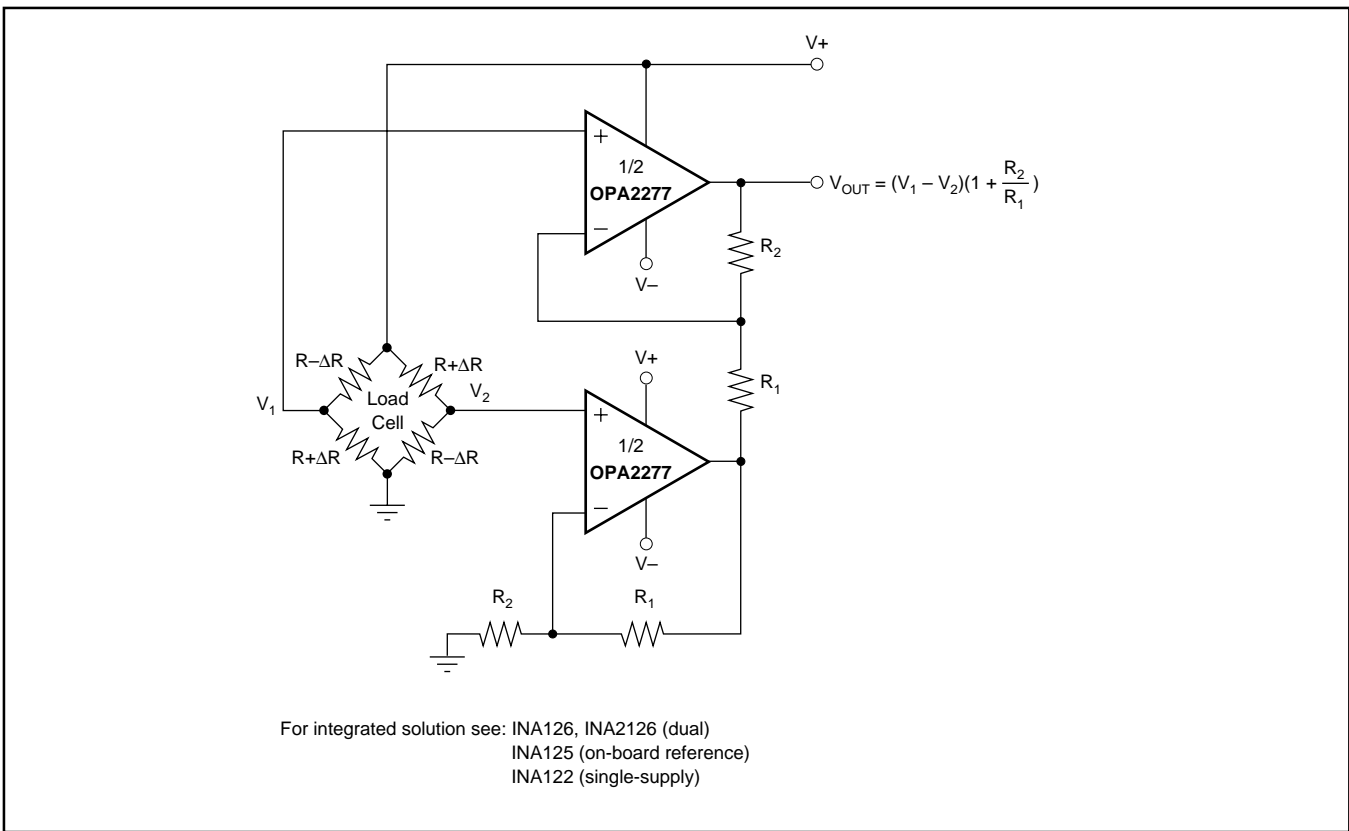 V+
+
1/2
OPA2277
−
V−
V_OUT = (V_1 − V_2)(1 + R_2/R_1)
R_2
R−ΔR
R+ΔR
V_1
Load
Cell
V_2
R+ΔR
R−ΔR
V+
R_1
+
1/2
OPA2277
−
V−
R_2
R_1
For integrated solution see: INA126, INA2126 (dual)
INA125 (on-board reference)
INA122 (single-supply)